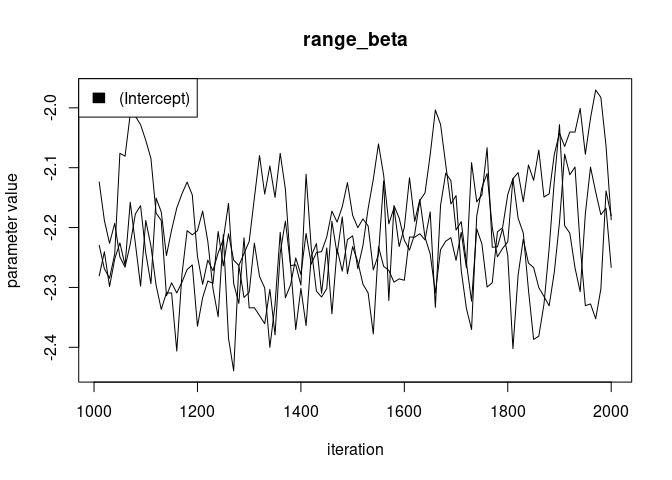 range_beta
(Intercept)
parameter value
-2.0
-2.1
-2.2
-2.3
-2.4
1000 1200 1400 1600 1800 2000
iteration